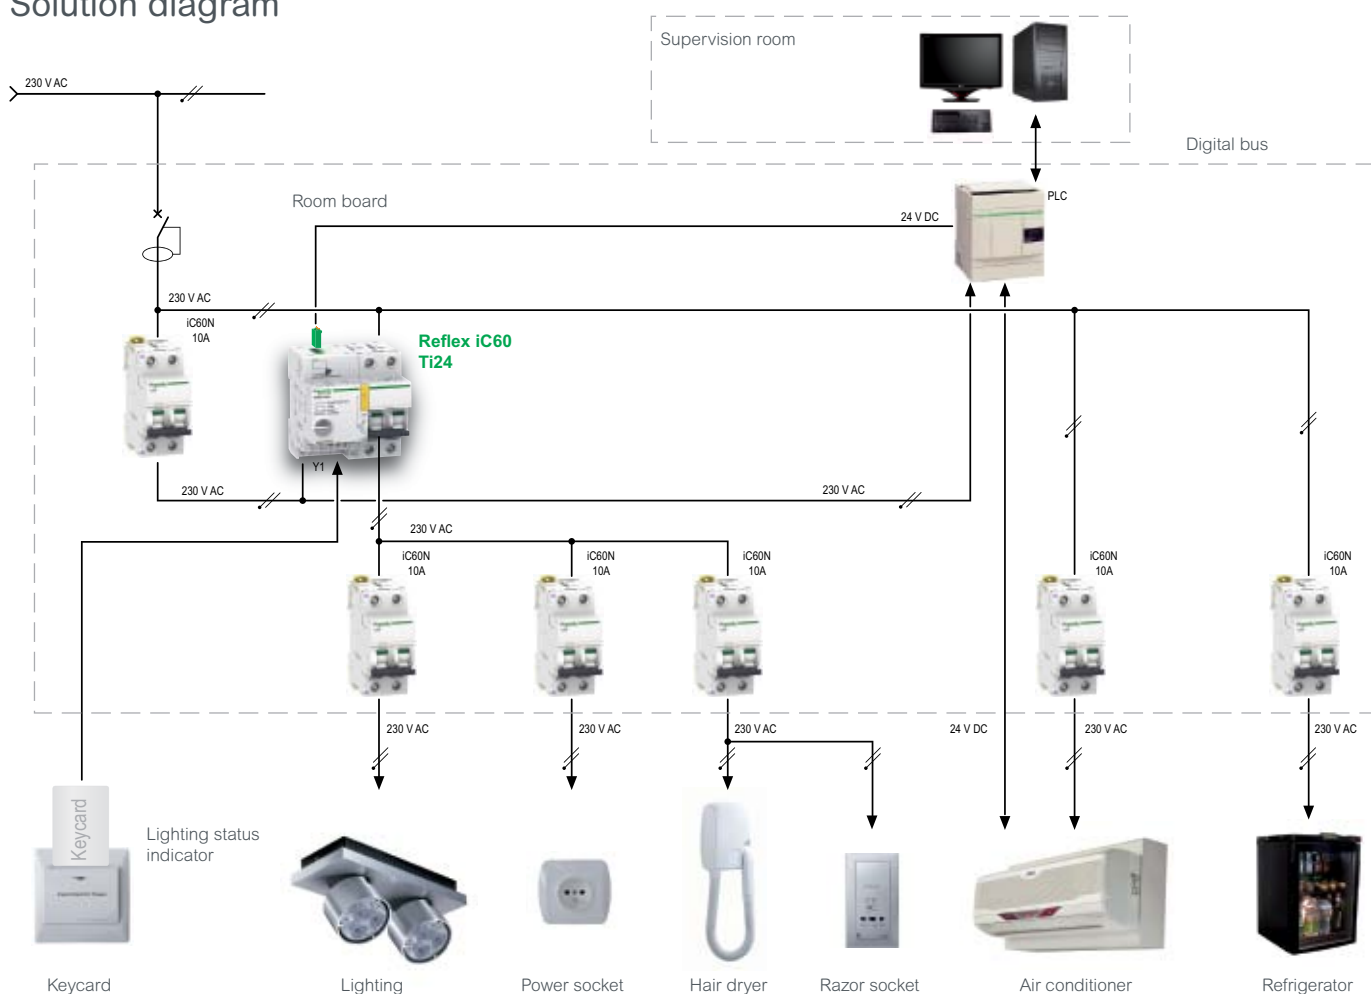 Solution diagram
Supervision room
230 V AC
Digital bus
Room board
PLC
24 V DC
230 V AC
iC60N
10A
Reflex iC60
Ti24
Y1
230 V AC
230 V AC
230 V AC
iC60N
10A
iC60N
10A
iC60N
10A
iC60N
10A
iC60N
10A
230 V AC
230 V AC
230 V AC
24 V DC
230 V AC
230 V AC
Keycard
Lighting status
indicator
Keycard
Lighting
Power socket
Hair dryer
Razor socket
Air conditioner
Refrigerator